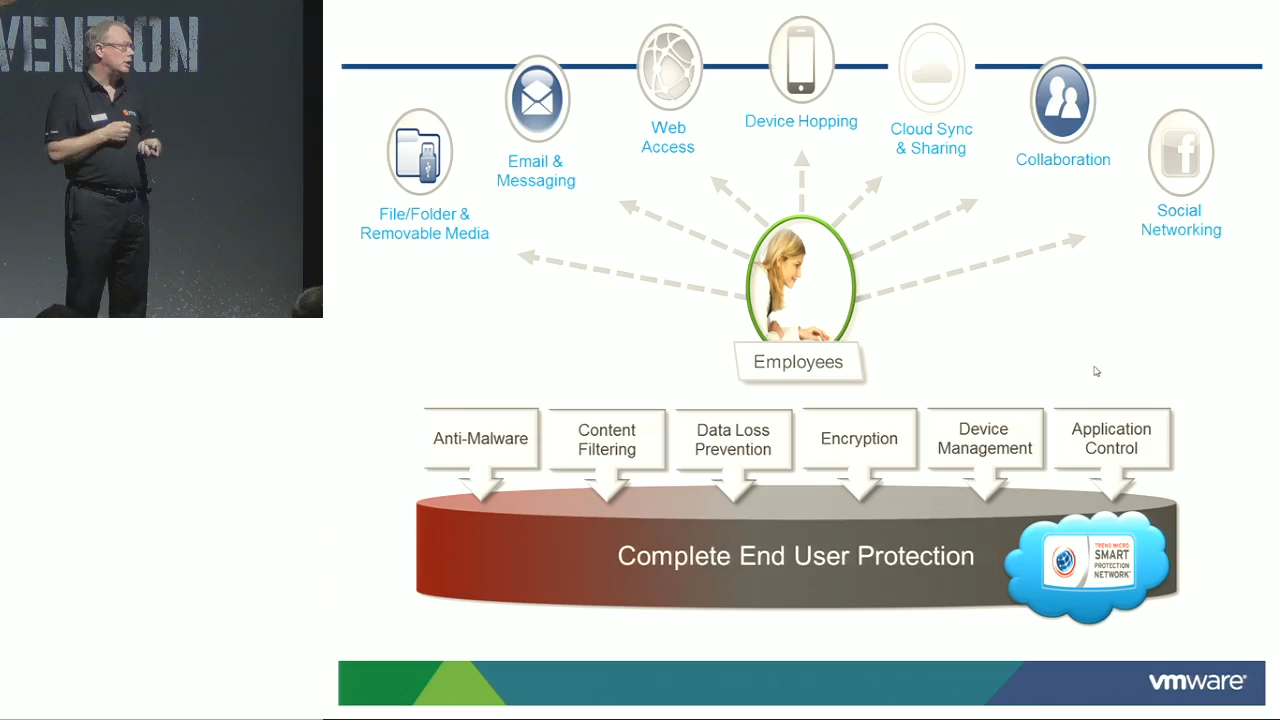 VENT ON
Device Hopping
Web
Access
Cloud Sync
& Sharing
Email &
Messaging
Collaboration
File/Folder &
Removable Media
Social
Networking
Employees
Anti-Malware
Content
Filtering
Data Loss
Prevention
Encryption
Device
Management
Application
Control
Complete End User Protection
TREND MICRO
SMART
PROTECTION
NETWORK
vmware